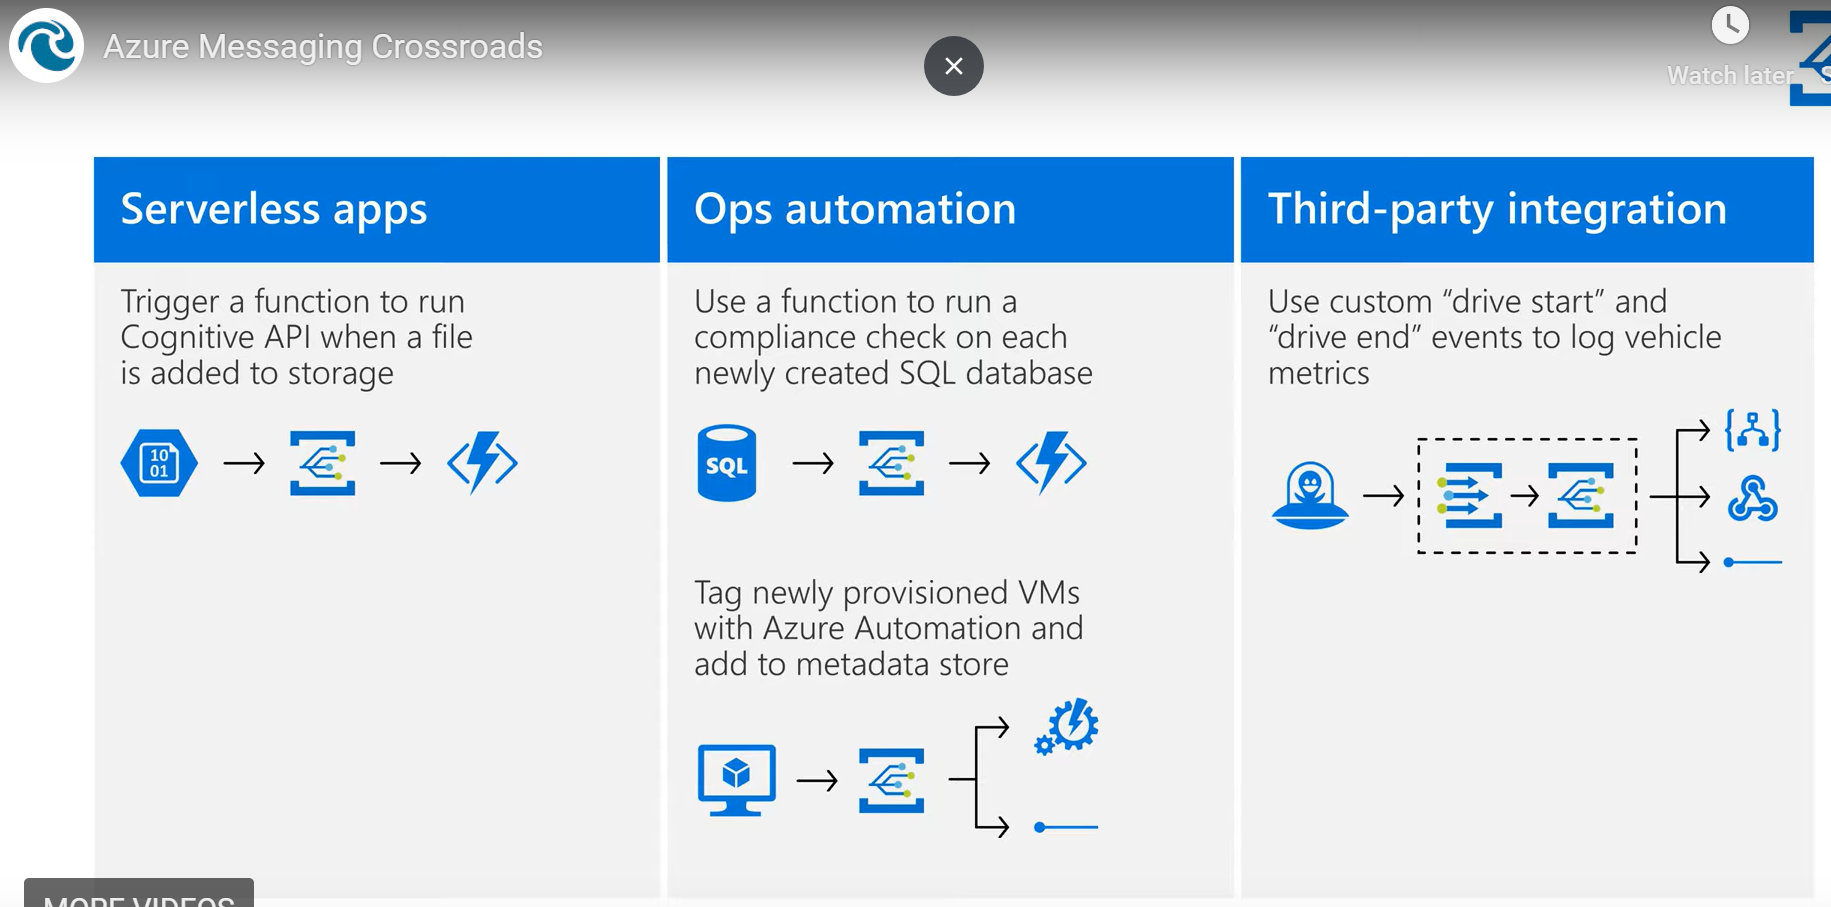 Azure Messaging Crossroads
Watch later
Serverless apps
Trigger a function to run
Cognitive API when a file
is added to storage
10
01
Ops automation
Use a function to run a
compliance check on each
newly created SQL database
SQL
Tag newly provisioned VMs
with Azure Automation and
add to metadata store
Third-party integration
Use custom “drive start” and
“drive end” events to log vehicle
metrics
MORE VIDEOS